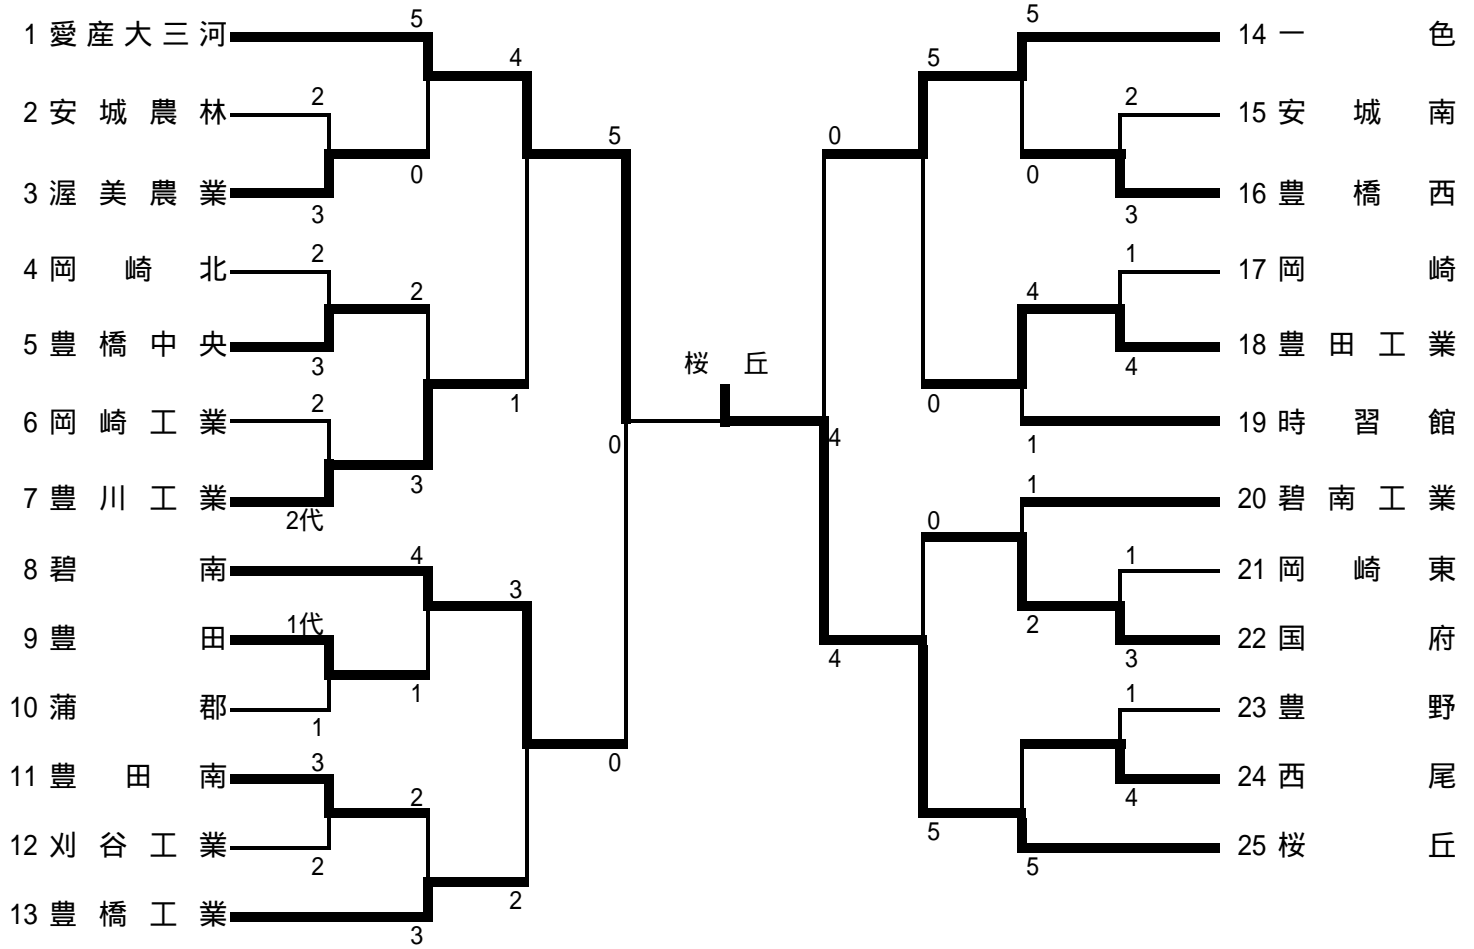 1 愛産大三河
5
4
2 安城農林
2
5
0
3 渥美農業
3
4 岡崎北
2
2
5 豊橋中央
3
1
6 岡崎工業
2
0
3
7 豊川工業
2代
8 碧南
4
3
9 豊田
1代
1
10 蒲郡
1
0
11 豊田南
3
2
12 刈谷工業
2
2
13 豊橋工業
3
桜丘
5
14 一色
5
2
15 安城南
0
0
16 豊橋西
3
1
17 岡崎
4
18 豊田工業
4
0
19 時習館
1
4
1
20 碧南工業
0
1
21 岡崎東
2
22 国府
3
4
1
23 豊野
24 西尾
4
5
25 桜丘
5